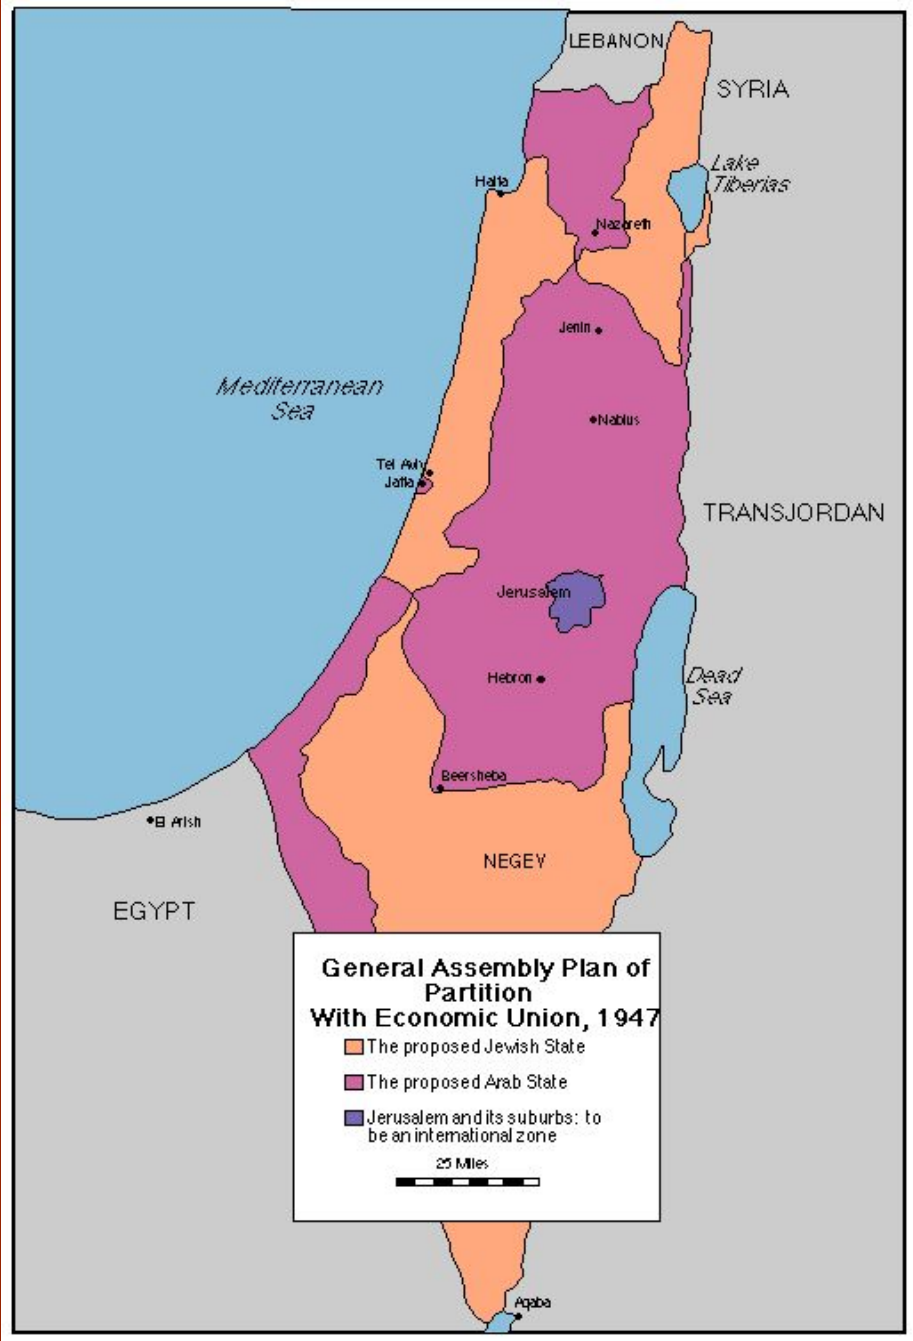 LEBANON
SYRIA
Lake
Tiberias
Haifa
Nazareth
Jenin
Mediterranean
Sea
Nablus
Tel Aviv
Jaffa
TRANSJORDAN
Jerusalem
Hebron
Dead
Sea
Beersheba
El Arish
NEGEV
EGYPT
General Assembly Plan of
Partition
With Economic Union, 1947
The proposed Jewish State
The proposed Arab State
Jerusalem and its suburbs: to
be an international zone
25 Miles
Aqaba